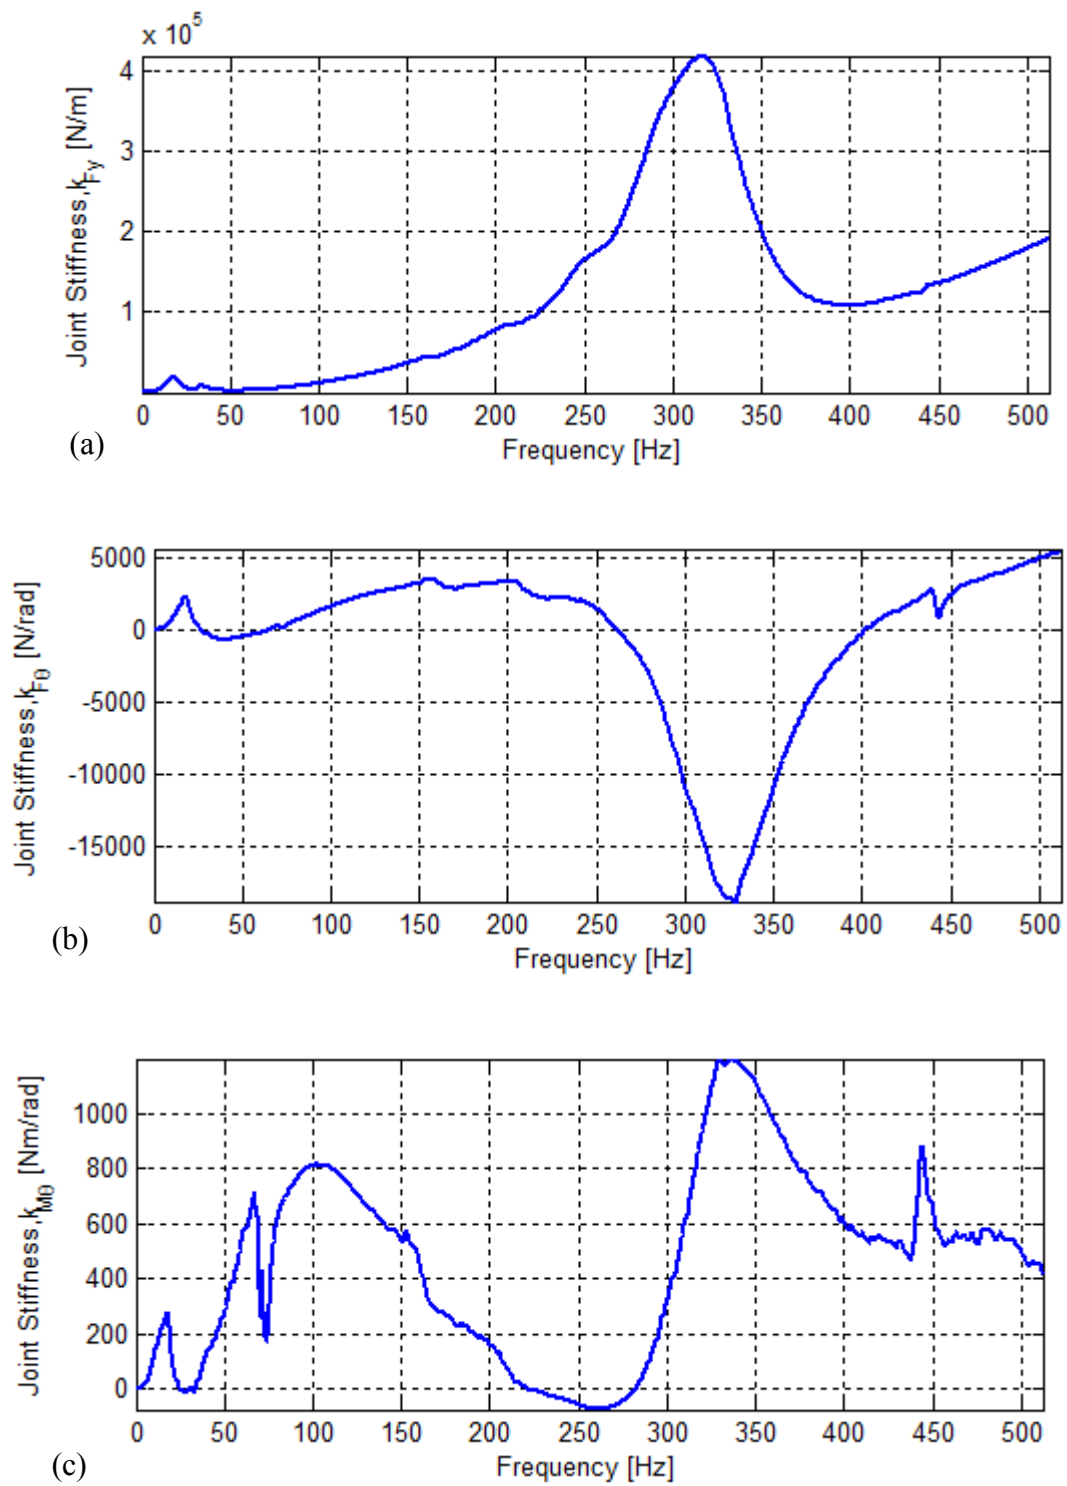 x 10^5
4
3
2
1
Joint Stiffness,k_Fy [N/m]
0 50 100 150 200 250 300 350 400 450 500
Frequency [Hz]
(a)
5000
0
-5000
-10000
-15000
Joint Stiffness,k_Fθ [N/rad]
0 50 100 150 200 250 300 350 400 450 500
Frequency [Hz]
(b)
1000
800
600
400
200
0
Joint Stiffness,k_Mθ [Nm/rad]
0 50 100 150 200 250 300 350 400 450 500
Frequency [Hz]
(c)